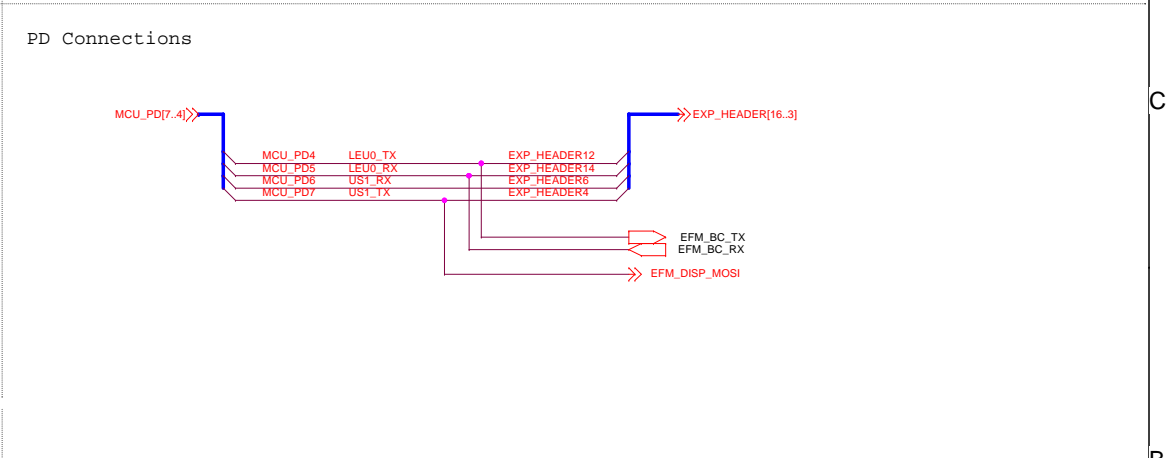 PD Connections
C
MCU_PD[7..4]
EXP_HEADER[16..3]
MCU_PD4 LEU0_TX EXP_HEADER12
MCU_PD5 LEU0_RX EXP_HEADER14
MCU_PD6 US1_RX EXP_HEADER6
MCU_PD7 US1_TX EXP_HEADER4
EFM_BC_TX
EFM_BC_RX
EFM_DISP_MOSI